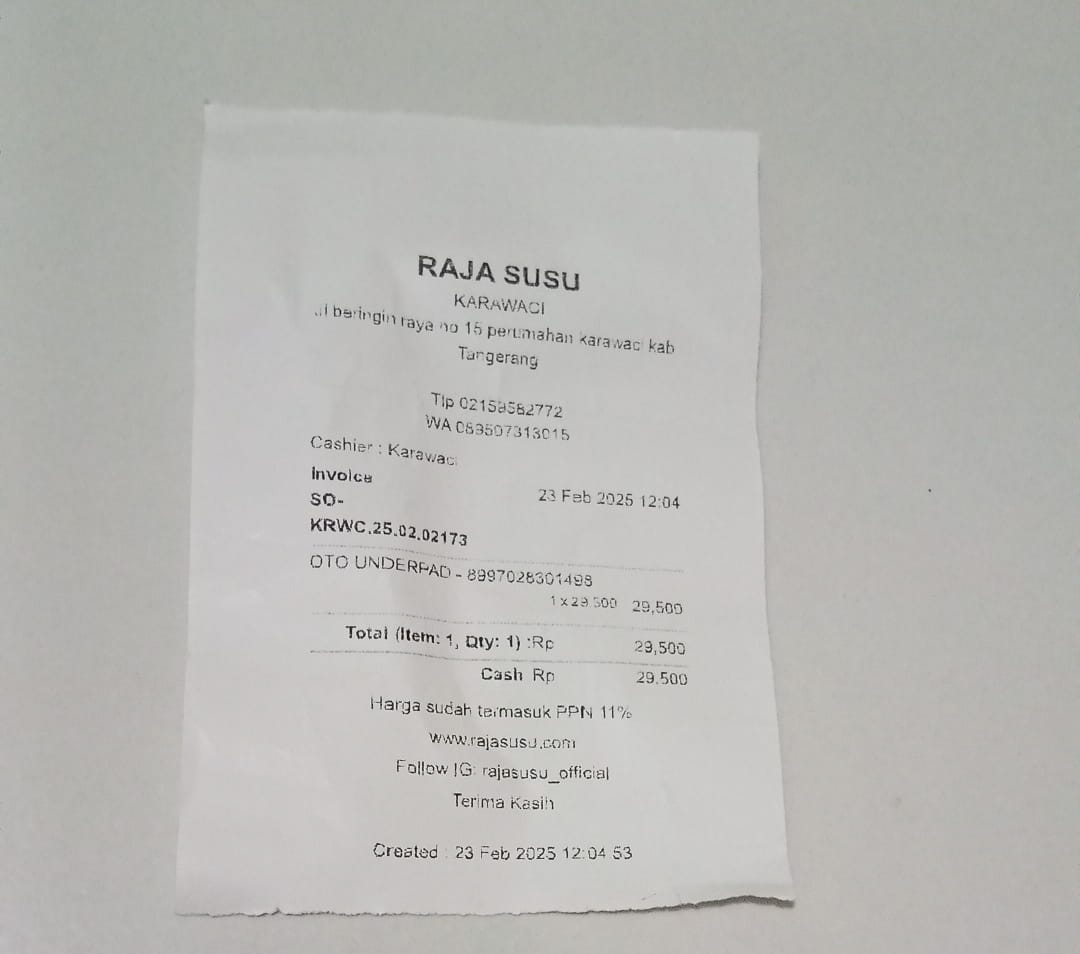 RAJA SUSU
KARAWACI
Jl beringin raya no 15 perumahan karawaci kab
Tangerang
Tlp 02159582772
WA 089507313015
Cashier : Karawaci
Invoice
23 Feb 2025 12:04
SO-
KRWC.25.02.02173
OTO UNDERPAD - 8997028301498
1 x 29,500 29,500
Total (Item: 1, Qty: 1) :Rp 29,500
Cash Rp 29,500
Harga sudah termasuk PPN 11%
www.rajasusu.com
Follow IG: rajasusu_official
Terima Kasih
Created : 23 Feb 2025 12:04:53